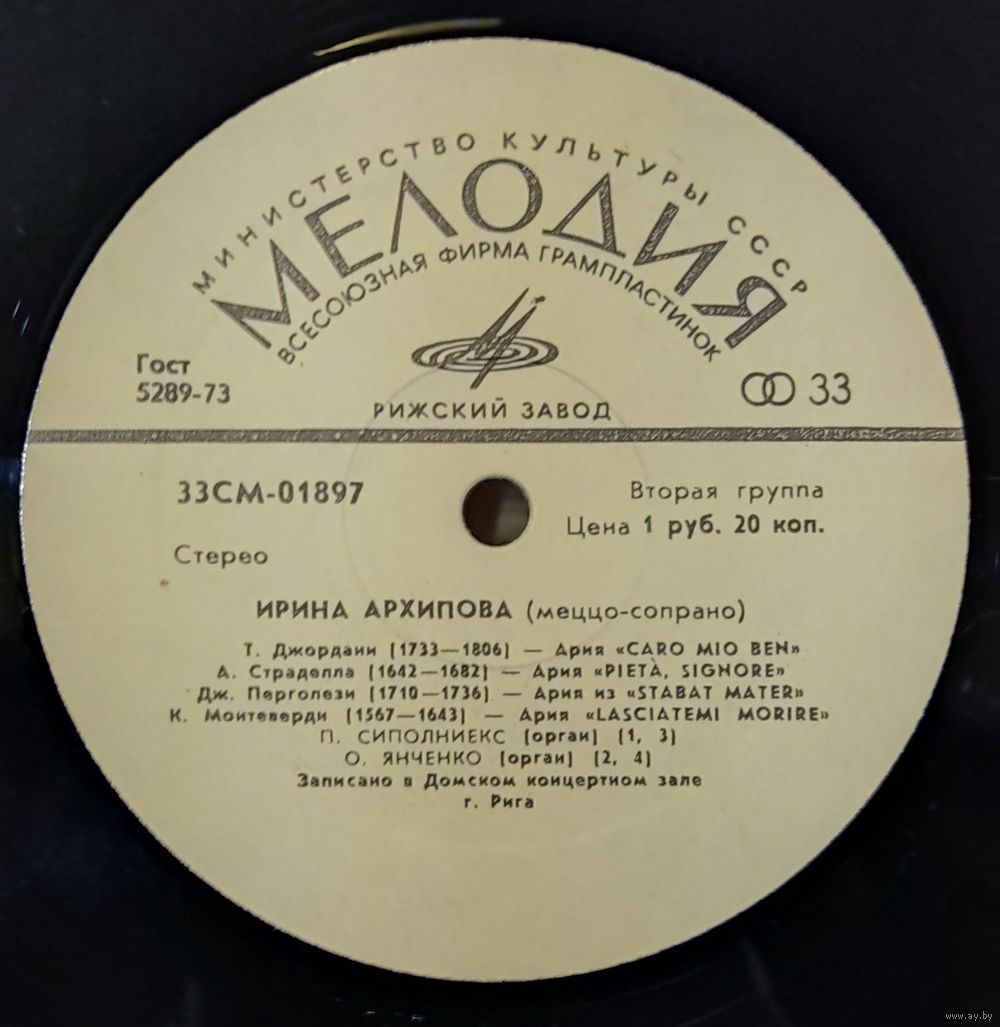 МИНИСТЕРСТВО КУЛЬТУРЫ СССР
МЕЛОДИЯ
ВСЕСОЮЗНАЯ ФИРМА ГРАМПЛАСТИНОК
Гост
5289-73
33
РИЖСКИЙ ЗАВОД
33СМ-01897
Вторая группа
Цена 1 руб. 20 коп.
Стерео
ИРИНА АРХИПОВА (меццо-сопрано)
Т. Джордани (1733—1806) — Ария «CARO MIO BEN»
А. Страделла (1642—1682) — Ария «PIETÀ, SIGNORE»
Дж. Перголези (1710—1736) — Ария из «STABAT MATER»
К. Монтеверди (1567—1643) — Ария «LASCIATEMI MORIRE»
П. СИПОЛНИЕКС (орган) (1, 3)
О. ЯНЧЕНКО (орган) (2, 4)
Записано в Домском концертном зале
г. Рига
www.ay.by